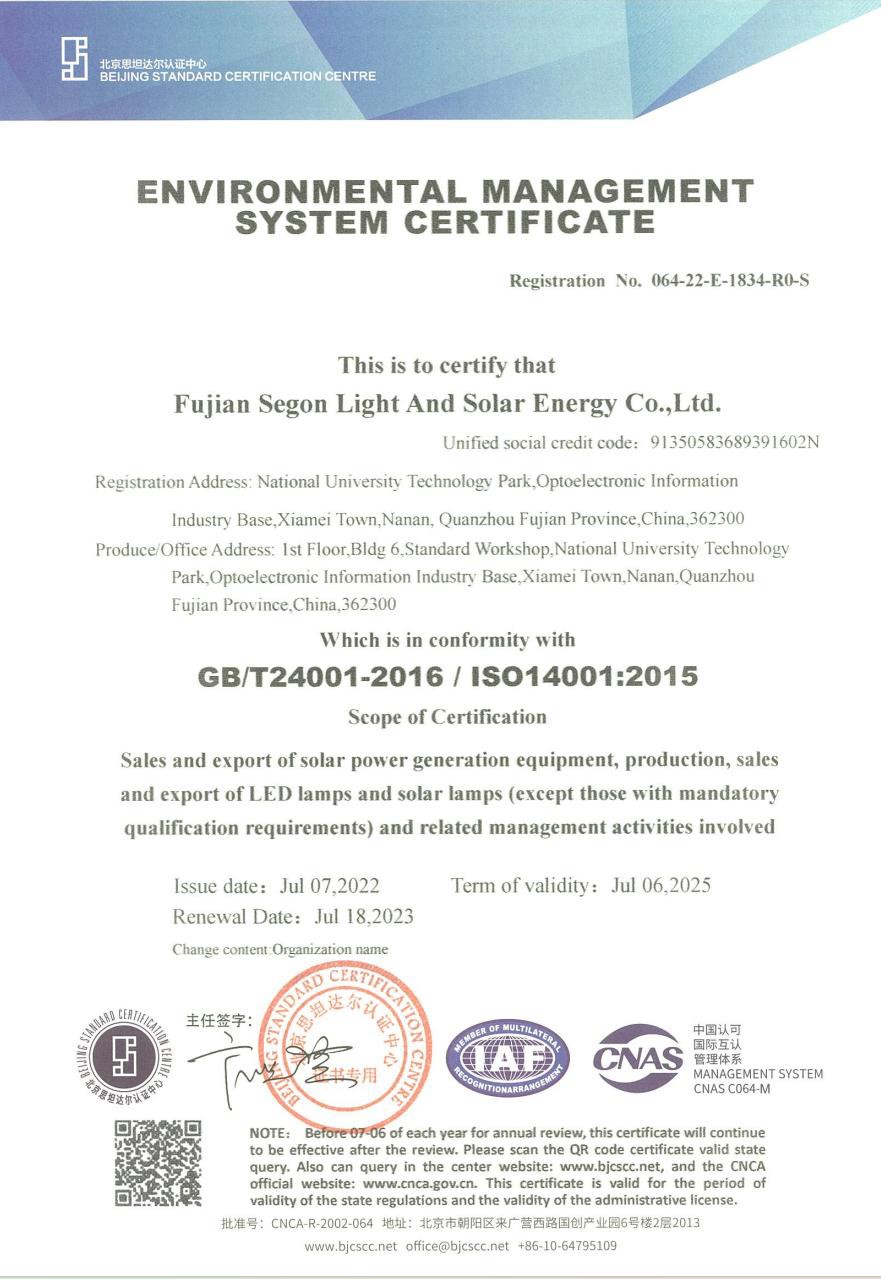 北京思坦达尔认证中心
BEIJING STANDARD CERTIFICATION CENTRE
ENVIRONMENTAL MANAGEMENT
SYSTEM CERTIFICATE
Registration No. 064-22-E-1834-R0-S
This is to certify that
Fujian Segon Light And Solar Energy Co.,Ltd.
Unified social credit code：91350583689391602N
Registration Address: National University Technology Park,Optoelectronic Information
Industry Base,Xiamei Town,Nanan, Quanzhou Fujian Province,China,362300
Produce/Office Address: 1st Floor,Bldg 6,Standard Workshop,National University Technology
Park,Optoelectronic Information Industry Base,Xiamei Town,Nanan,Quanzhou
Fujian Province,China,362300
Which is in conformity with
GB/T24001-2016 / ISO14001:2015
Scope of Certification
Sales and export of solar power generation equipment, production, sales
and export of LED lamps and solar lamps (except those with mandatory
qualification requirements) and related management activities involved
Issue date：Jul 07,2022
Term of validity：Jul 06,2025
Renewal Date：Jul 18,2023
Change content:Organization name
主任签字：
BEIJING STANDARD CERTIFICATION CENTRE
北京思坦达尔认证中心
BEIJING STANDARD CERTIFICATION CENTRE
北京思坦达尔认证中心
证书专用
MEMBER OF MULTILATERAL
IAF
RECOGNITIONARRANGEMENT
CNAS
中国认可
国际互认
管理体系
MANAGEMENT SYSTEM
CNAS C064-M
NOTE： Before 07-06 of each year for annual review, this certificate will continue
to be effective after the review. Please scan the QR code certificate valid state
query. Also can query in the center website: www.bjcscc.net, and the CNCA
official website: www.cnca.gov.cn. This certificate is valid for the period of
validity of the state regulations and the validity of the administrative license.
批准号：CNCA-R-2002-064 地址：北京市朝阳区来广营西路国创产业园6号楼2层2013
www.bjcscc.net office@bjcscc.net +86-10-64795109